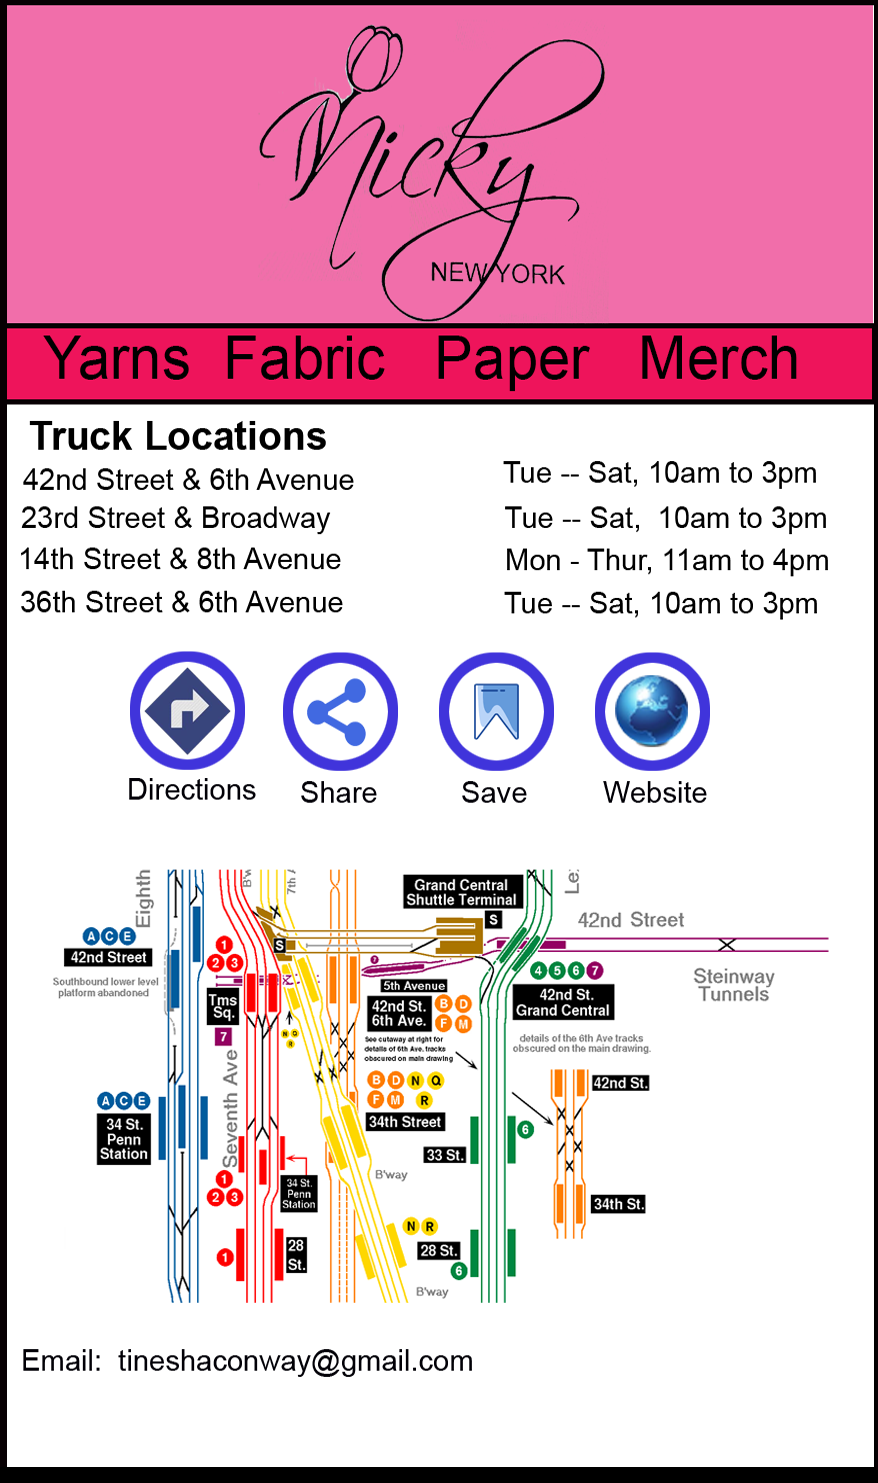 Nicky
NEW YORK
Yarns Fabric Paper Merch
Truck Locations
42nd Street & 6th Avenue Tue -- Sat, 10am to 3pm
23rd Street & Broadway Tue -- Sat, 10am to 3pm
14th Street & 8th Avenue Mon - Thur, 11am to 4pm
36th Street & 6th Avenue Tue -- Sat, 10am to 3pm
Directions Share Save Website
Eighth
B'w
7th A
Grand Central
Shuttle Terminal
S
Le
42nd Street
A C E
42nd Street
Southbound lower level
platform abandoned
1
2 3
S
7
Tms
Sq.
7
N Q
R
5th Avenue
42nd St.
6th Ave.
B D
F M
See cutaway at right for
details of 6th Ave. tracks
obscured on main drawing
4 5 6 7
42nd St.
Grand Central
Steinway
Tunnels
details of the 6th Ave tracks
obscured on the main drawing.
Seventh Ave
A C E
34 St.
Penn
Station
B D N Q
F M R
34th Street
42nd St.
6
33 St.
B'way
1
2 3
34 St.
Penn
Station
34th St.
1
28
St.
N R
28 St.
6
B'way
Email: tineshaconway@gmail.com